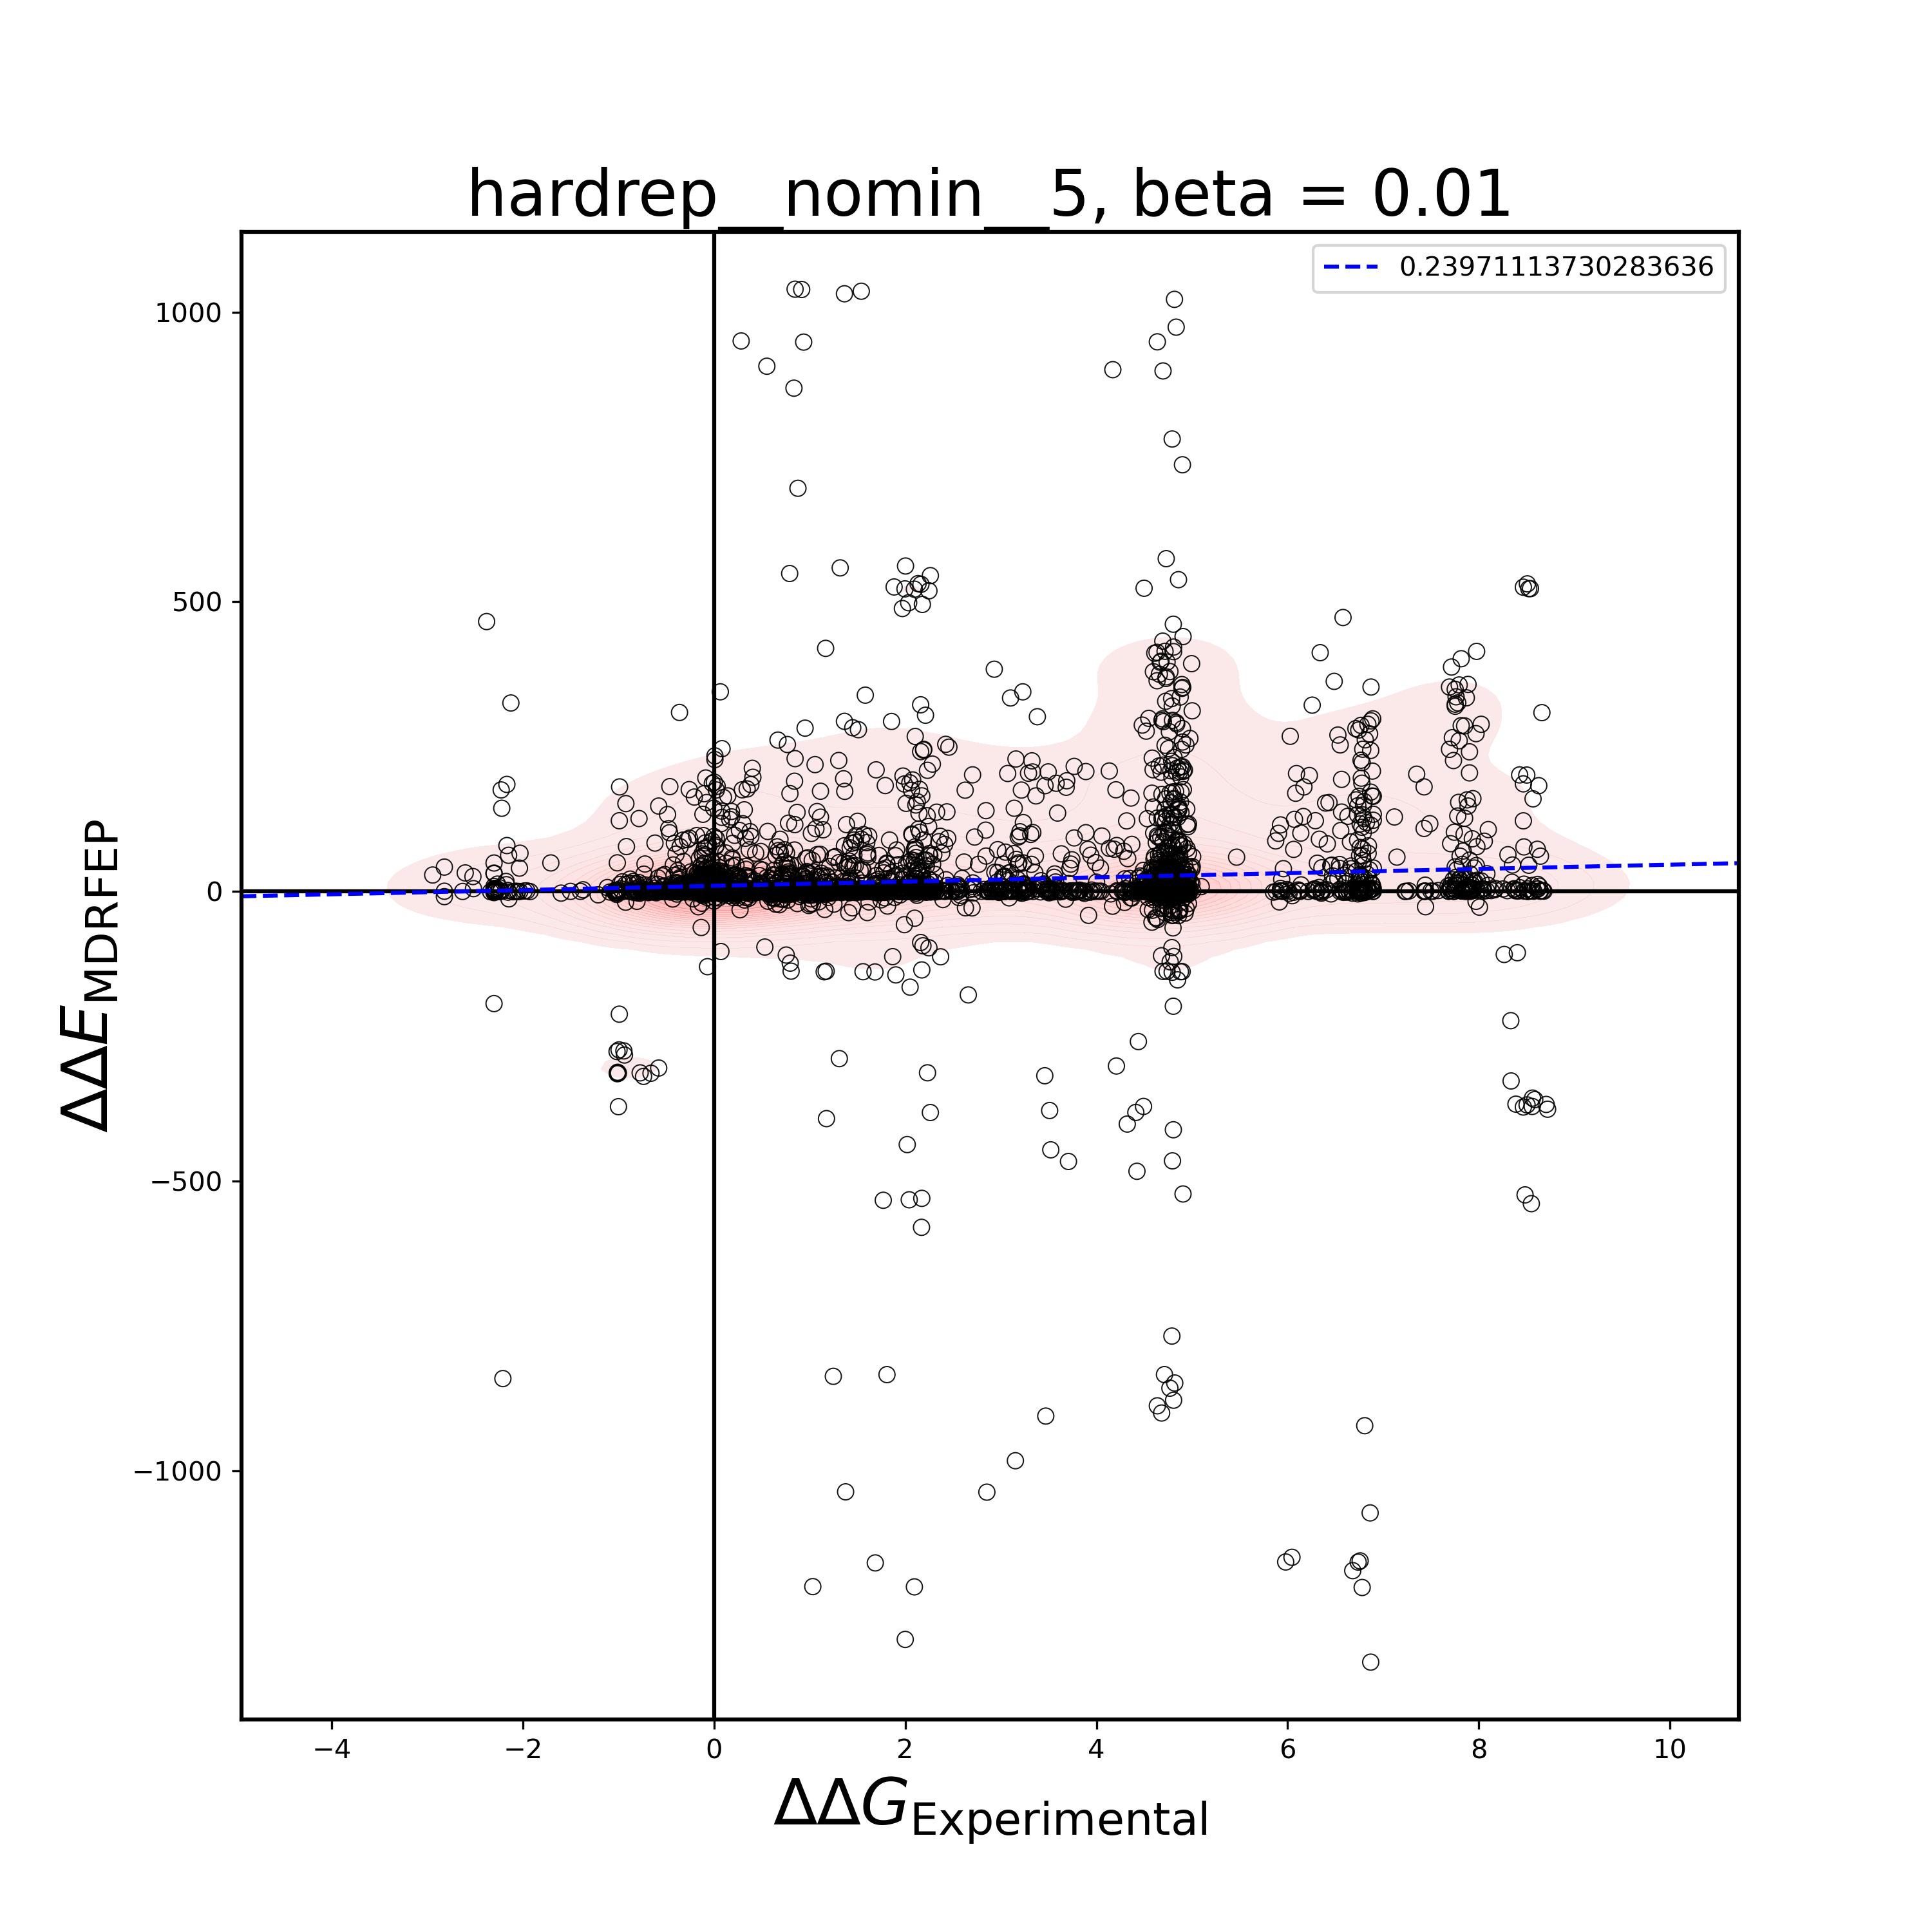 hardrep__nomin__5, beta = 0.01
0.23971113730283636
1000
500
0
−500
−1000
ΔΔE_MDRFEP
−4 −2 0 2 4 6 8 10
ΔΔG_Experimental